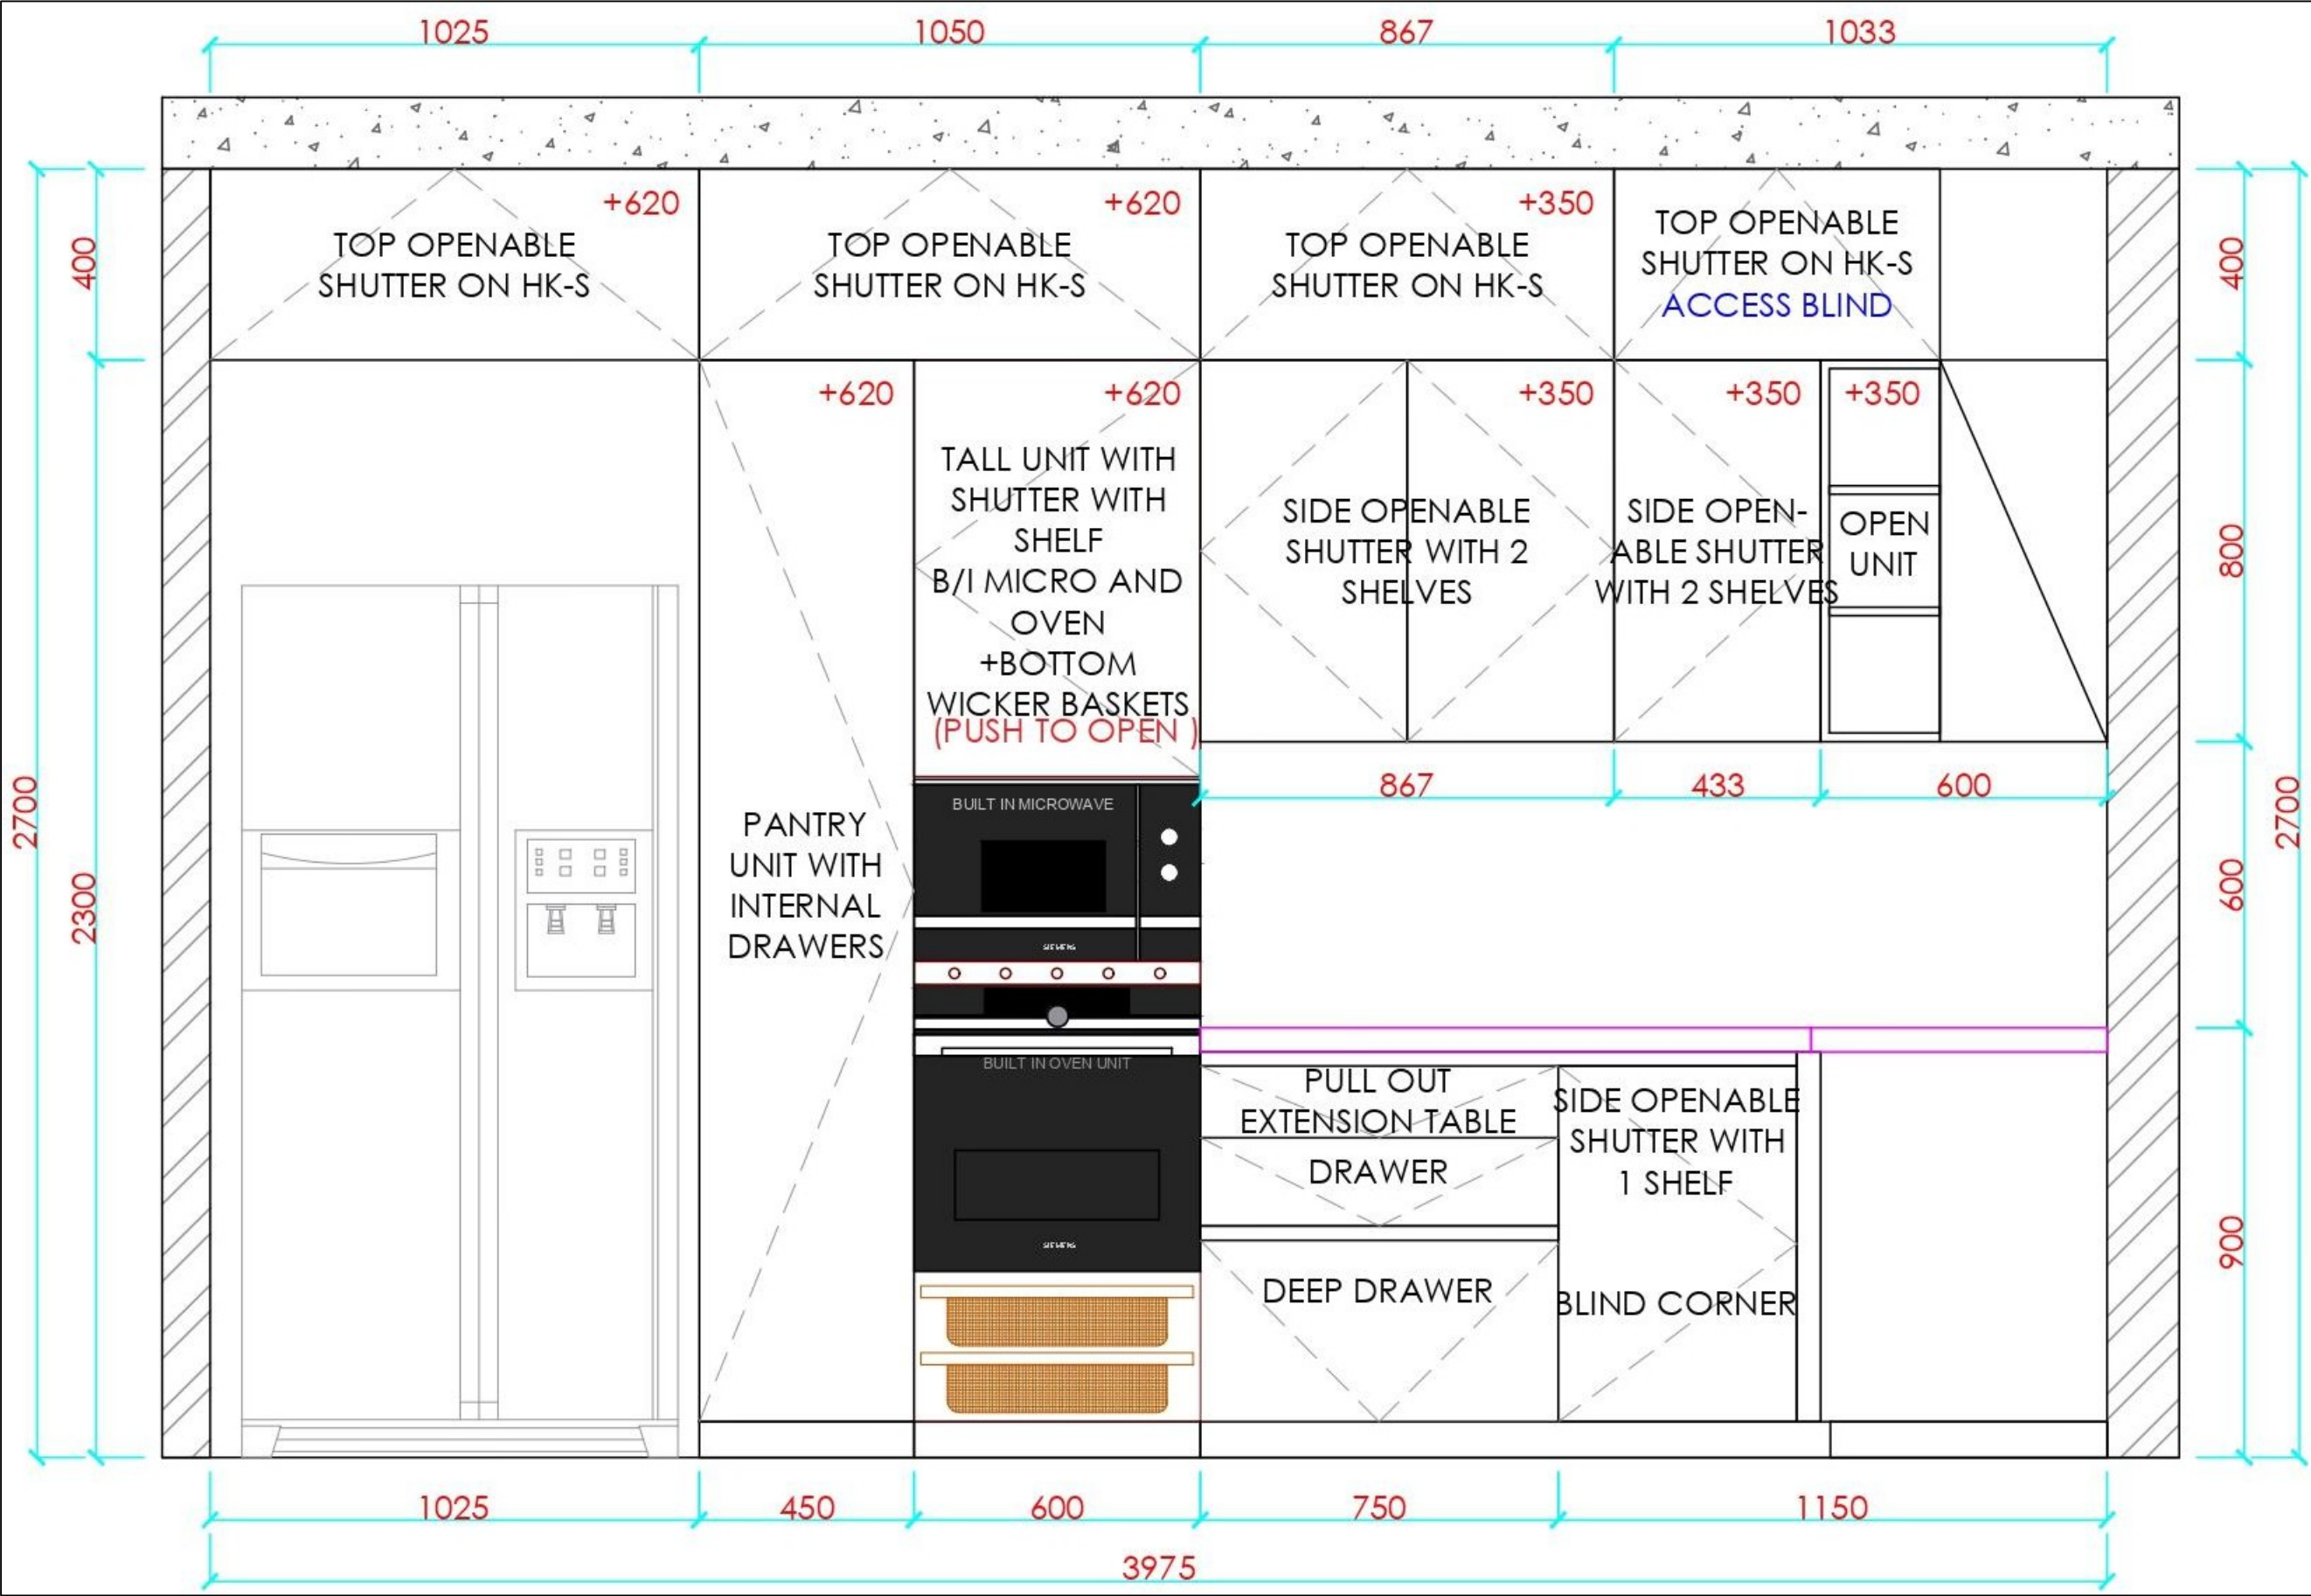 1025
1050
867
1033
+620
+620
+350
TOP OPENABLE
SHUTTER ON HK-S
TOP OPENABLE
SHUTTER ON HK-S
TOP OPENABLE
SHUTTER ON HK-S
TOP OPENABLE
SHUTTER ON HK-S
ACCESS BLIND
400
400
+620
+620
+350
+350
+350
TALL UNIT WITH
SHUTTER WITH
SHELF
B/I MICRO AND
OVEN
+BOTTOM
WICKER BASKETS
(PUSH TO OPEN )
SIDE OPENABLE
SHUTTER WITH 2
SHELVES
SIDE OPEN-
ABLE SHUTTER
WITH 2 SHELVES
OPEN
UNIT
800
867
433
600
2700
2300
PANTRY
UNIT WITH
INTERNAL
DRAWERS
BUILT IN MICROWAVE
SIEMENS
BUILT IN OVEN UNIT
SIEMENS
600
2700
PULL OUT
EXTENSION TABLE
DRAWER
DEEP DRAWER
SIDE OPENABLE
SHUTTER WITH
1 SHELF
BLIND CORNER
900
1025
450
600
750
1150
3975